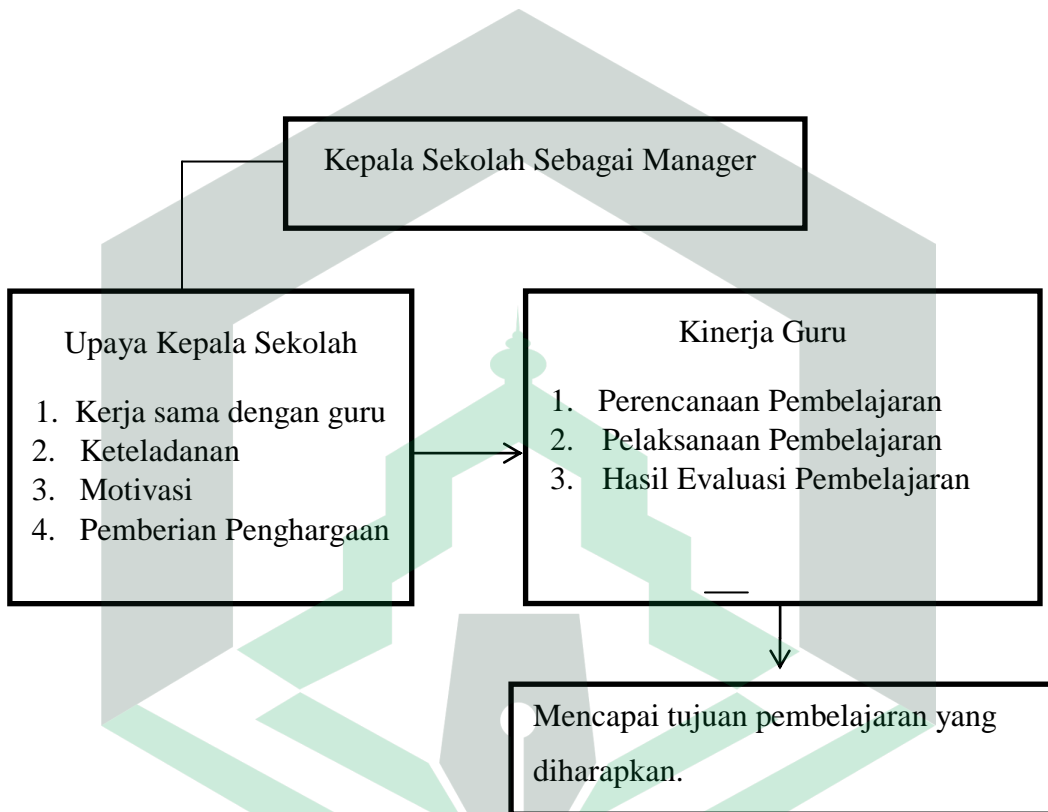 Kepala Sekolah Sebagai Manager
Upaya Kepala Sekolah
1. Kerja sama dengan guru
2. Keteladanan
3. Motivasi
4. Pemberian Penghargaan
Kinerja Guru
1. Perencanaan Pembelajaran
2. Pelaksanaan Pembelajaran
3. Hasil Evaluasi Pembelajaran
Mencapai tujuan pembelajaran yang
diharapkan.